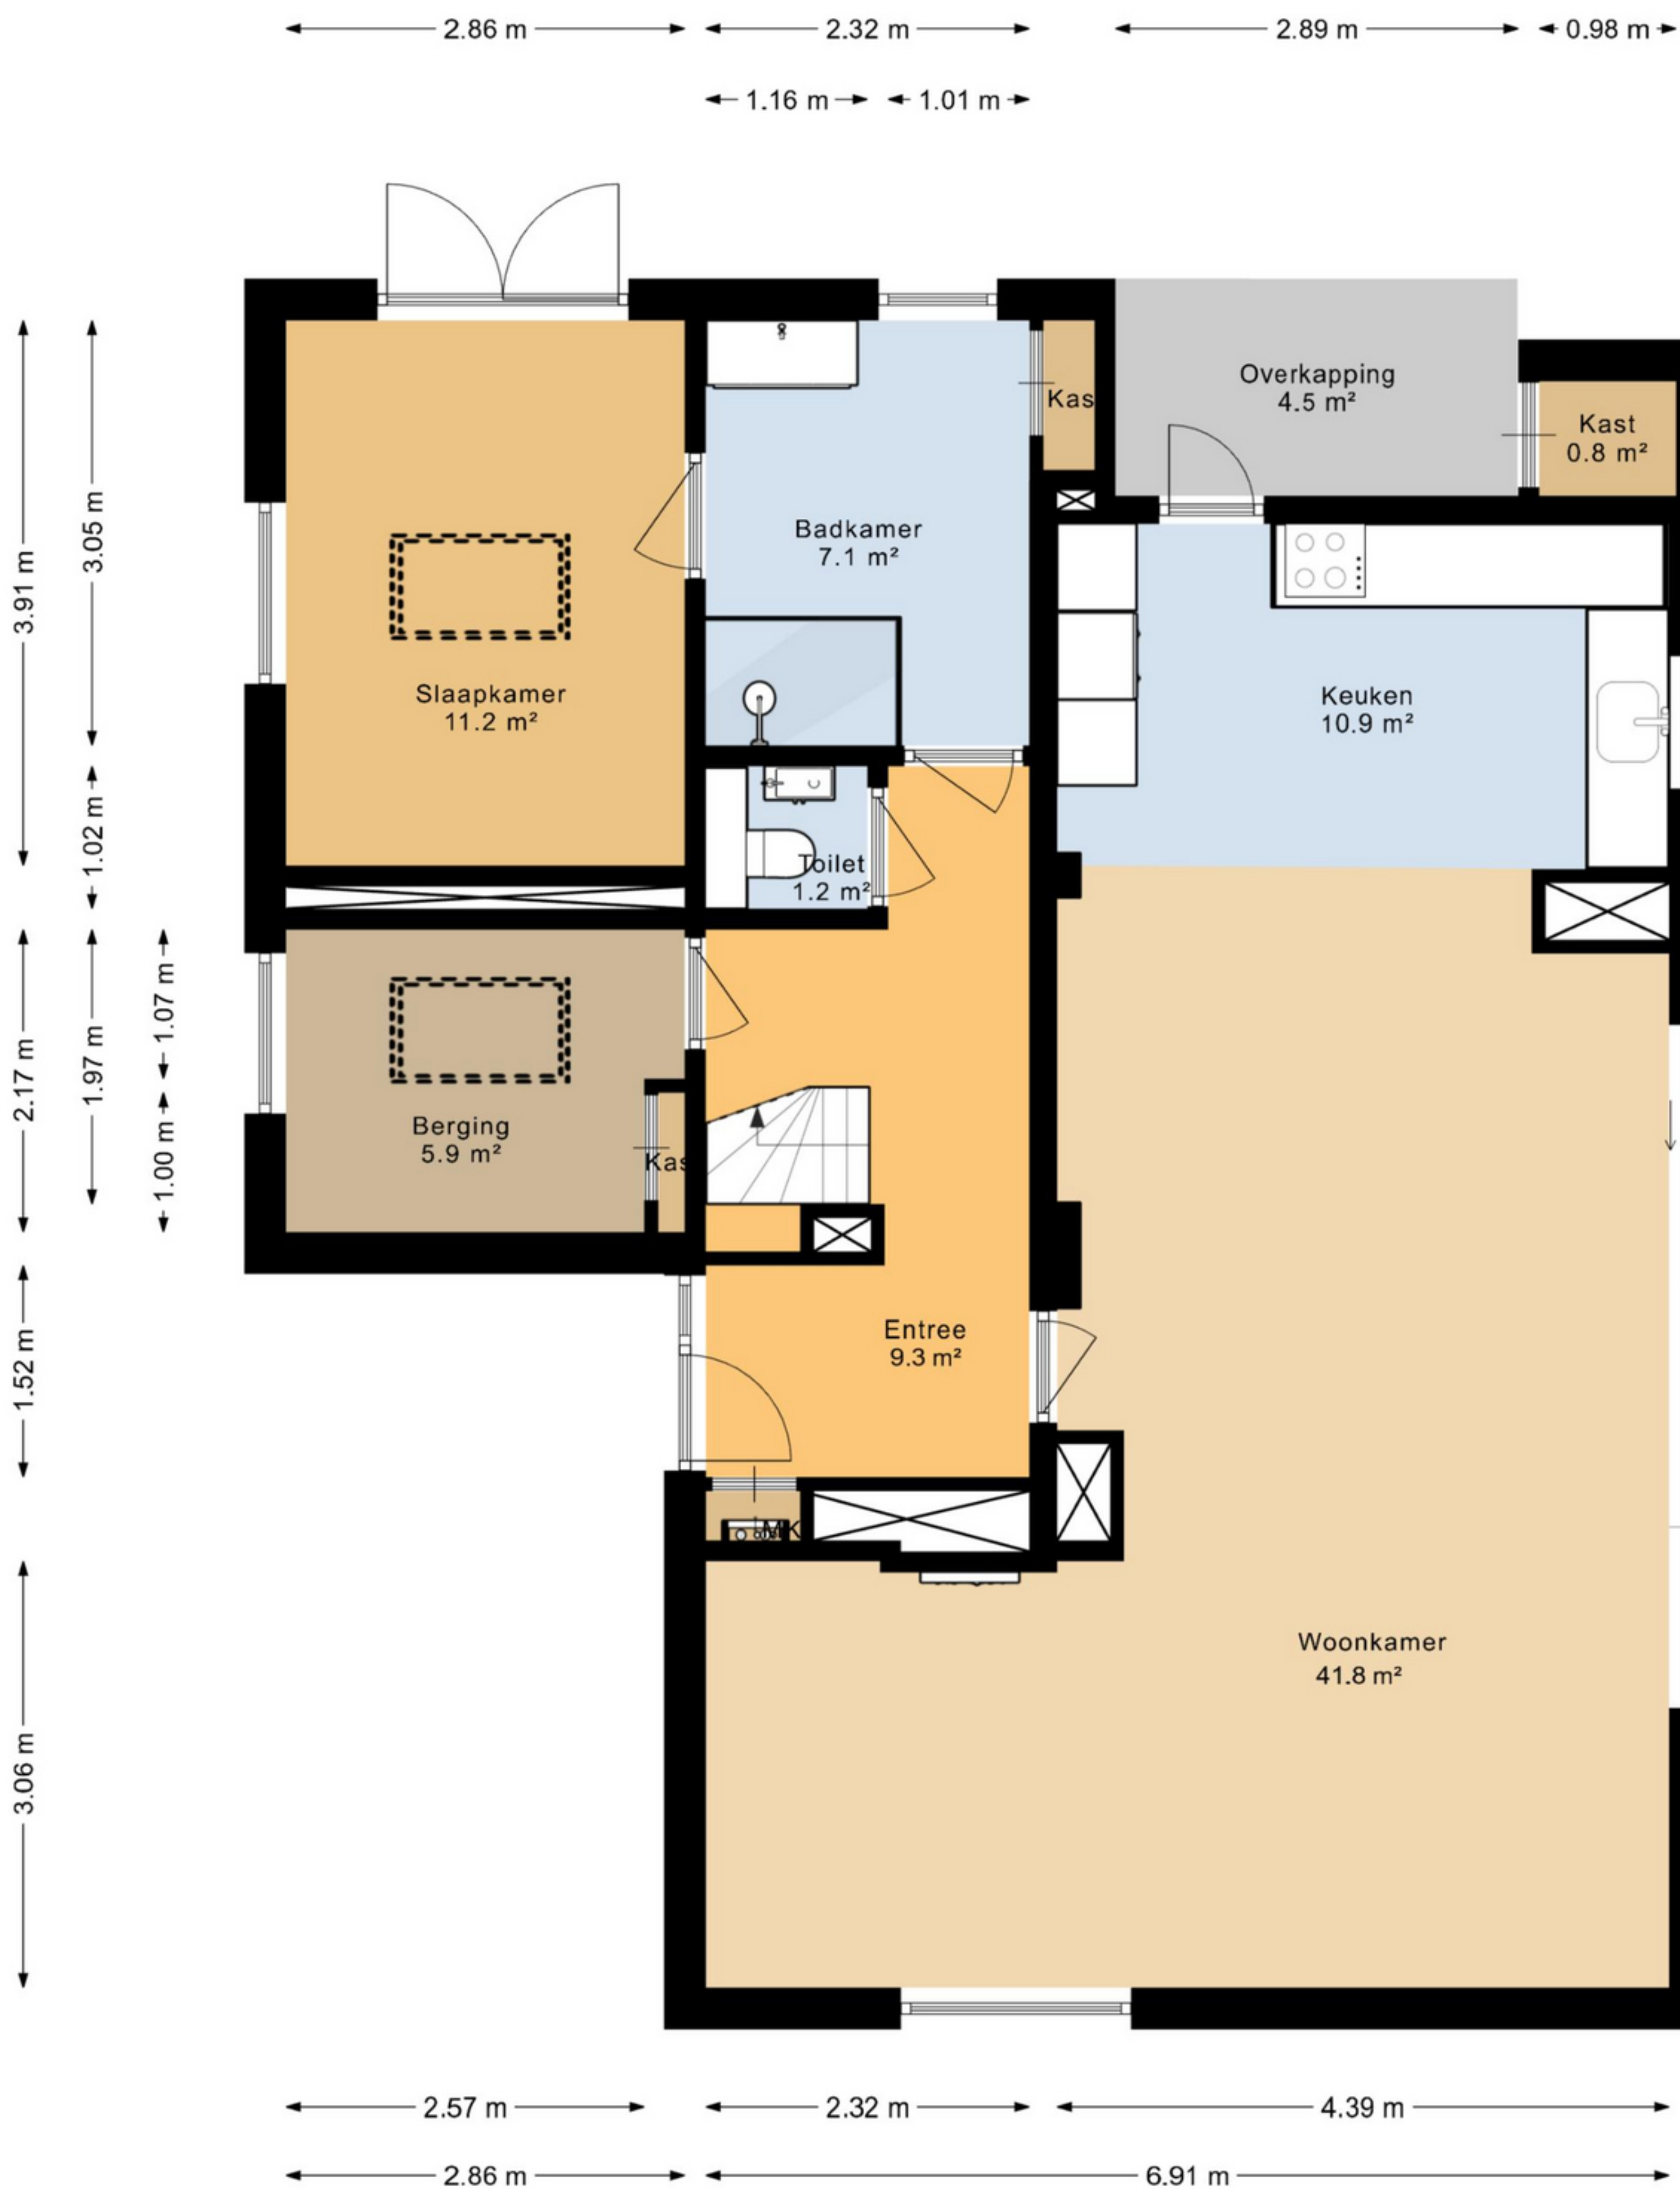 2.86 m
2.32 m
2.89 m
0.98 m
1.16 m
1.01 m
Overkapping
4.5 m²
Kas
Kast
0.8 m²
3.91 m
3.05 m
Badkamer
7.1 m²
Slaapkamer
11.2 m²
Keuken
10.9 m²
1.02 m
Toilet
1.2 m²
2.17 m
1.97 m
1.07 m
1.00 m
Berging
5.9 m²
Kas
1.52 m
Entree
9.3 m²
MK
Woonkamer
41.8 m²
3.06 m
2.57 m
2.32 m
4.39 m
2.86 m
6.91 m